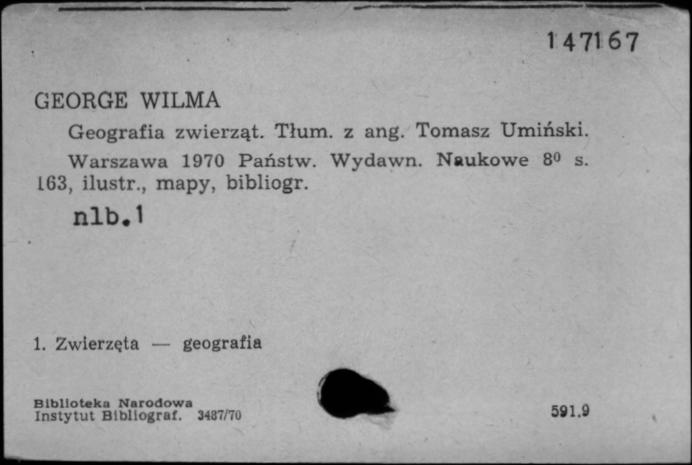 147167
GEORGE WILMA
Geografia zwierząt. Tłum. z ang. Tomasz Umiński.
Warszawa 1970 Państw. Wydawn. Naukowe 8⁰ s.
163, ilustr., mapy, bibliogr.
nlb.1
1. Zwierzęta — geografia
Biblioteka Narodowa
Instytut Bibliograf. 3487/70
591.9